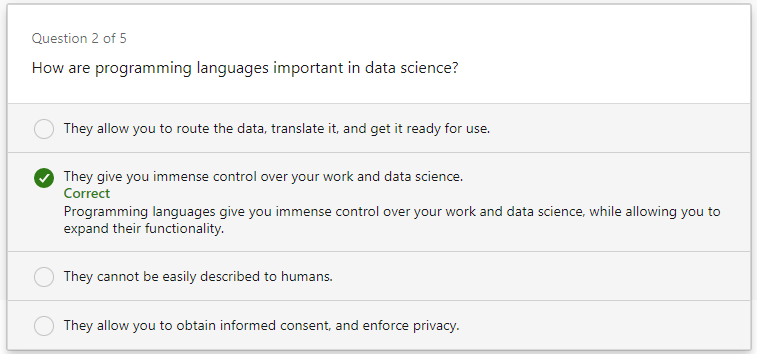 Question 2 of 5
How are programming languages important in data science?
They allow you to route the data, translate it, and get it ready for use.
They give you immense control over your work and data science.
Correct
Programming languages give you immense control over your work and data science, while allowing you to
expand their functionality.
They cannot be easily described to humans.
They allow you to obtain informed consent, and enforce privacy.